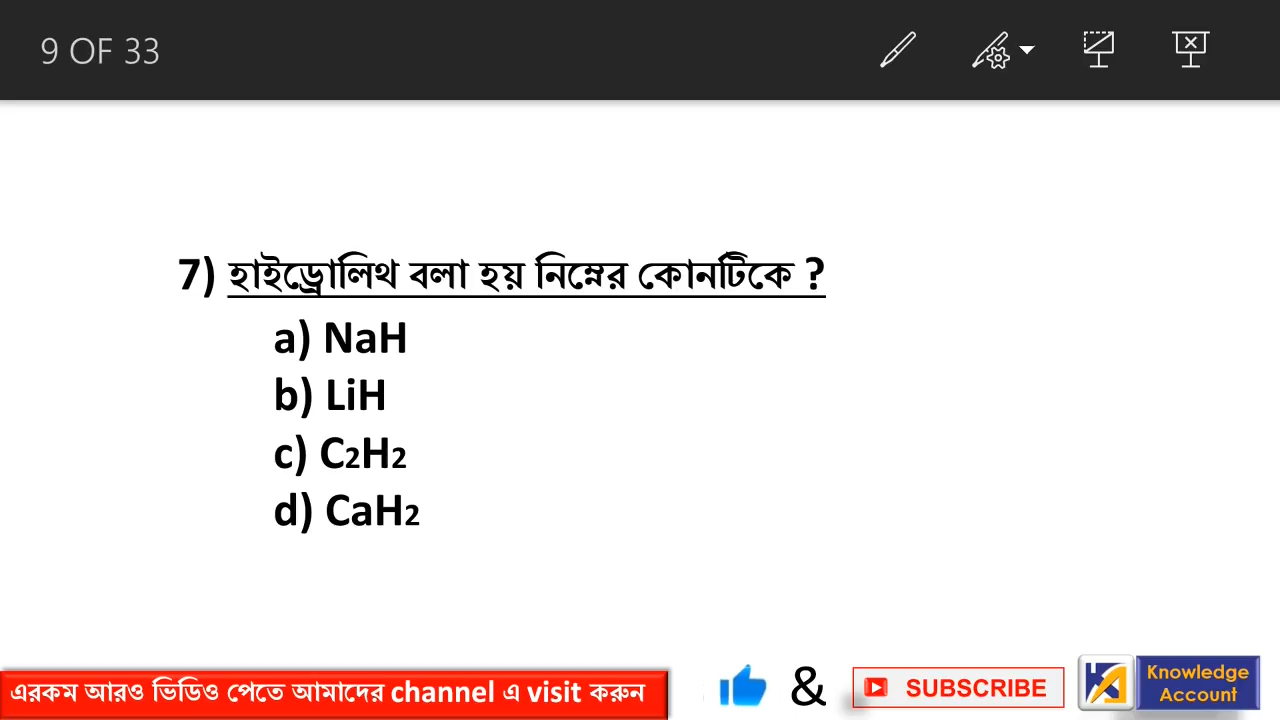 9 OF 33
7) হাইড্রোলিথ বলা হয় নিম্নের কোনটিকে ?
a) NaH
b) LiH
c) C₂H₂
d) CaH₂
এরকম আরও ভিডিও পেতে আমাদের channel এ visit করুন
&
SUBSCRIBE
Knowledge
Account